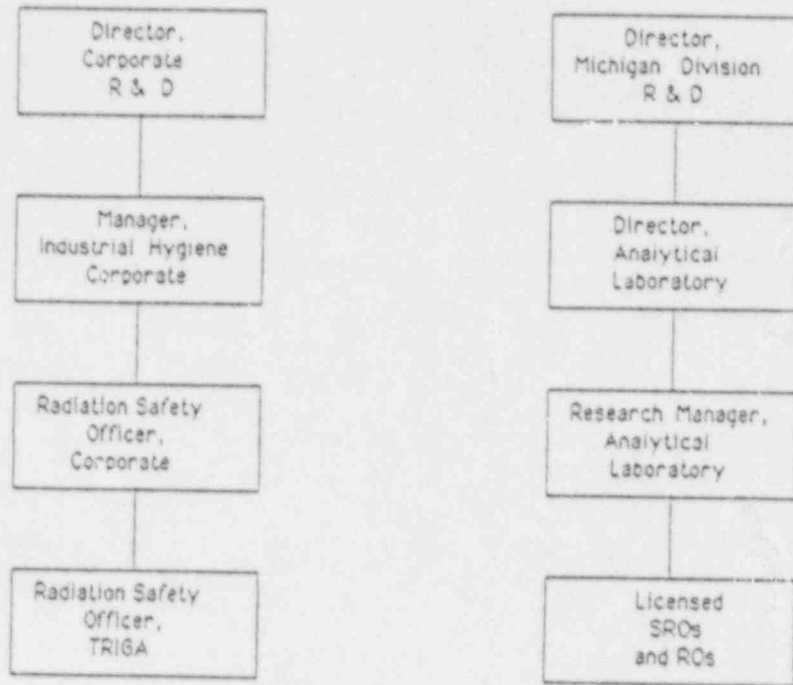 Director,
Corporate
R & D
Manager,
Industrial Hygiene
Corporate
Radiation Safety
Officer,
Corporate
Radiation Safety
Officer,
TRIGA
Director,
Michigan Division
R & D
Director,
Analytical
Laboratory
Research Manager,
Analytical
Laboratory
Licensed
SROs
and ROs